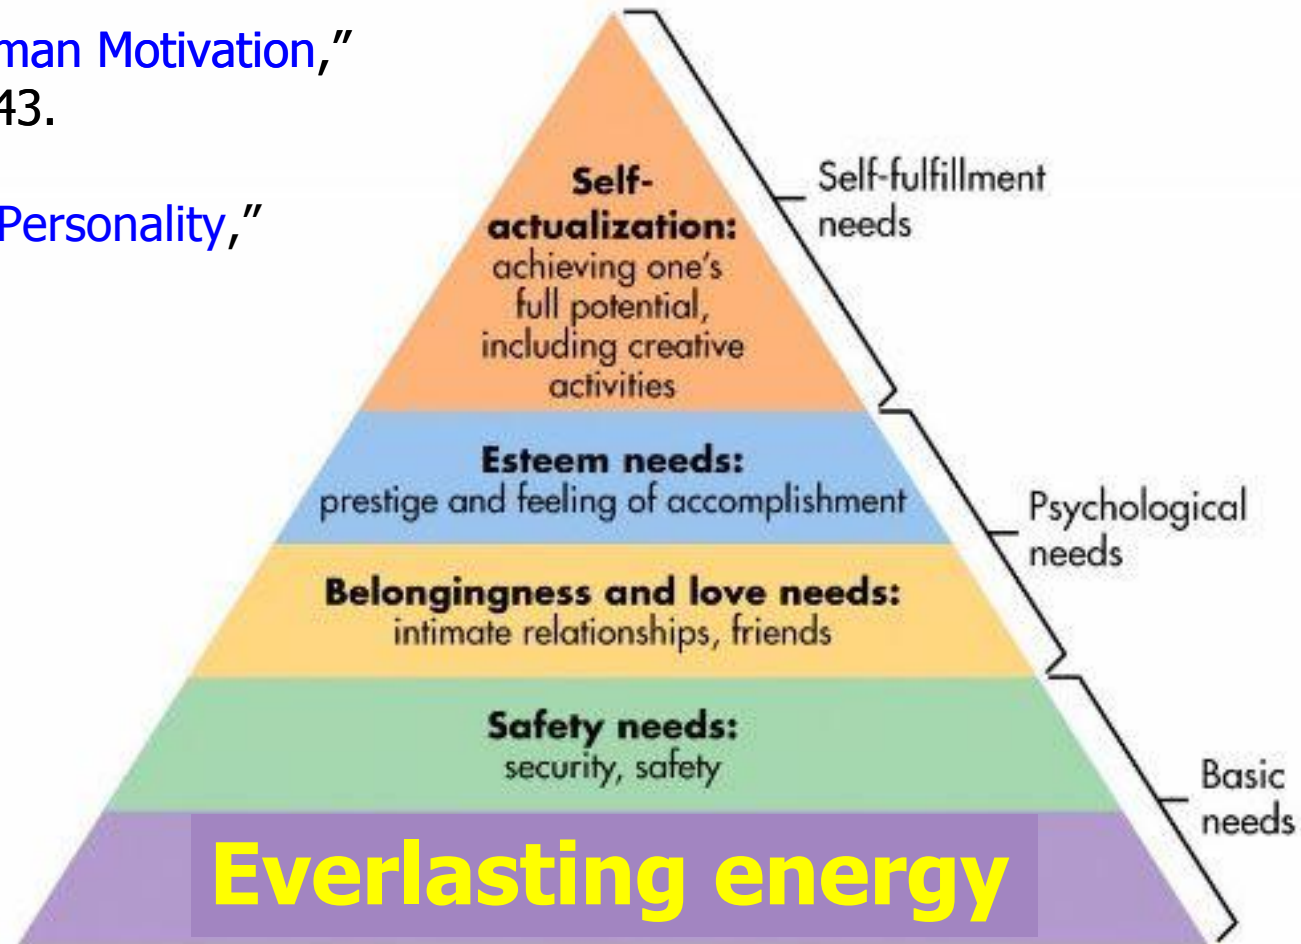 man Motivation,”
43.
Personality,”
Self-
actualization:
achieving one’s
full potential,
including creative
activities
Self-fulfillment
needs
Esteem needs:
prestige and feeling of accomplishment
Psychological
needs
Belongingness and love needs:
intimate relationships, friends
Safety needs:
security, safety
Basic
needs
Everlasting energy